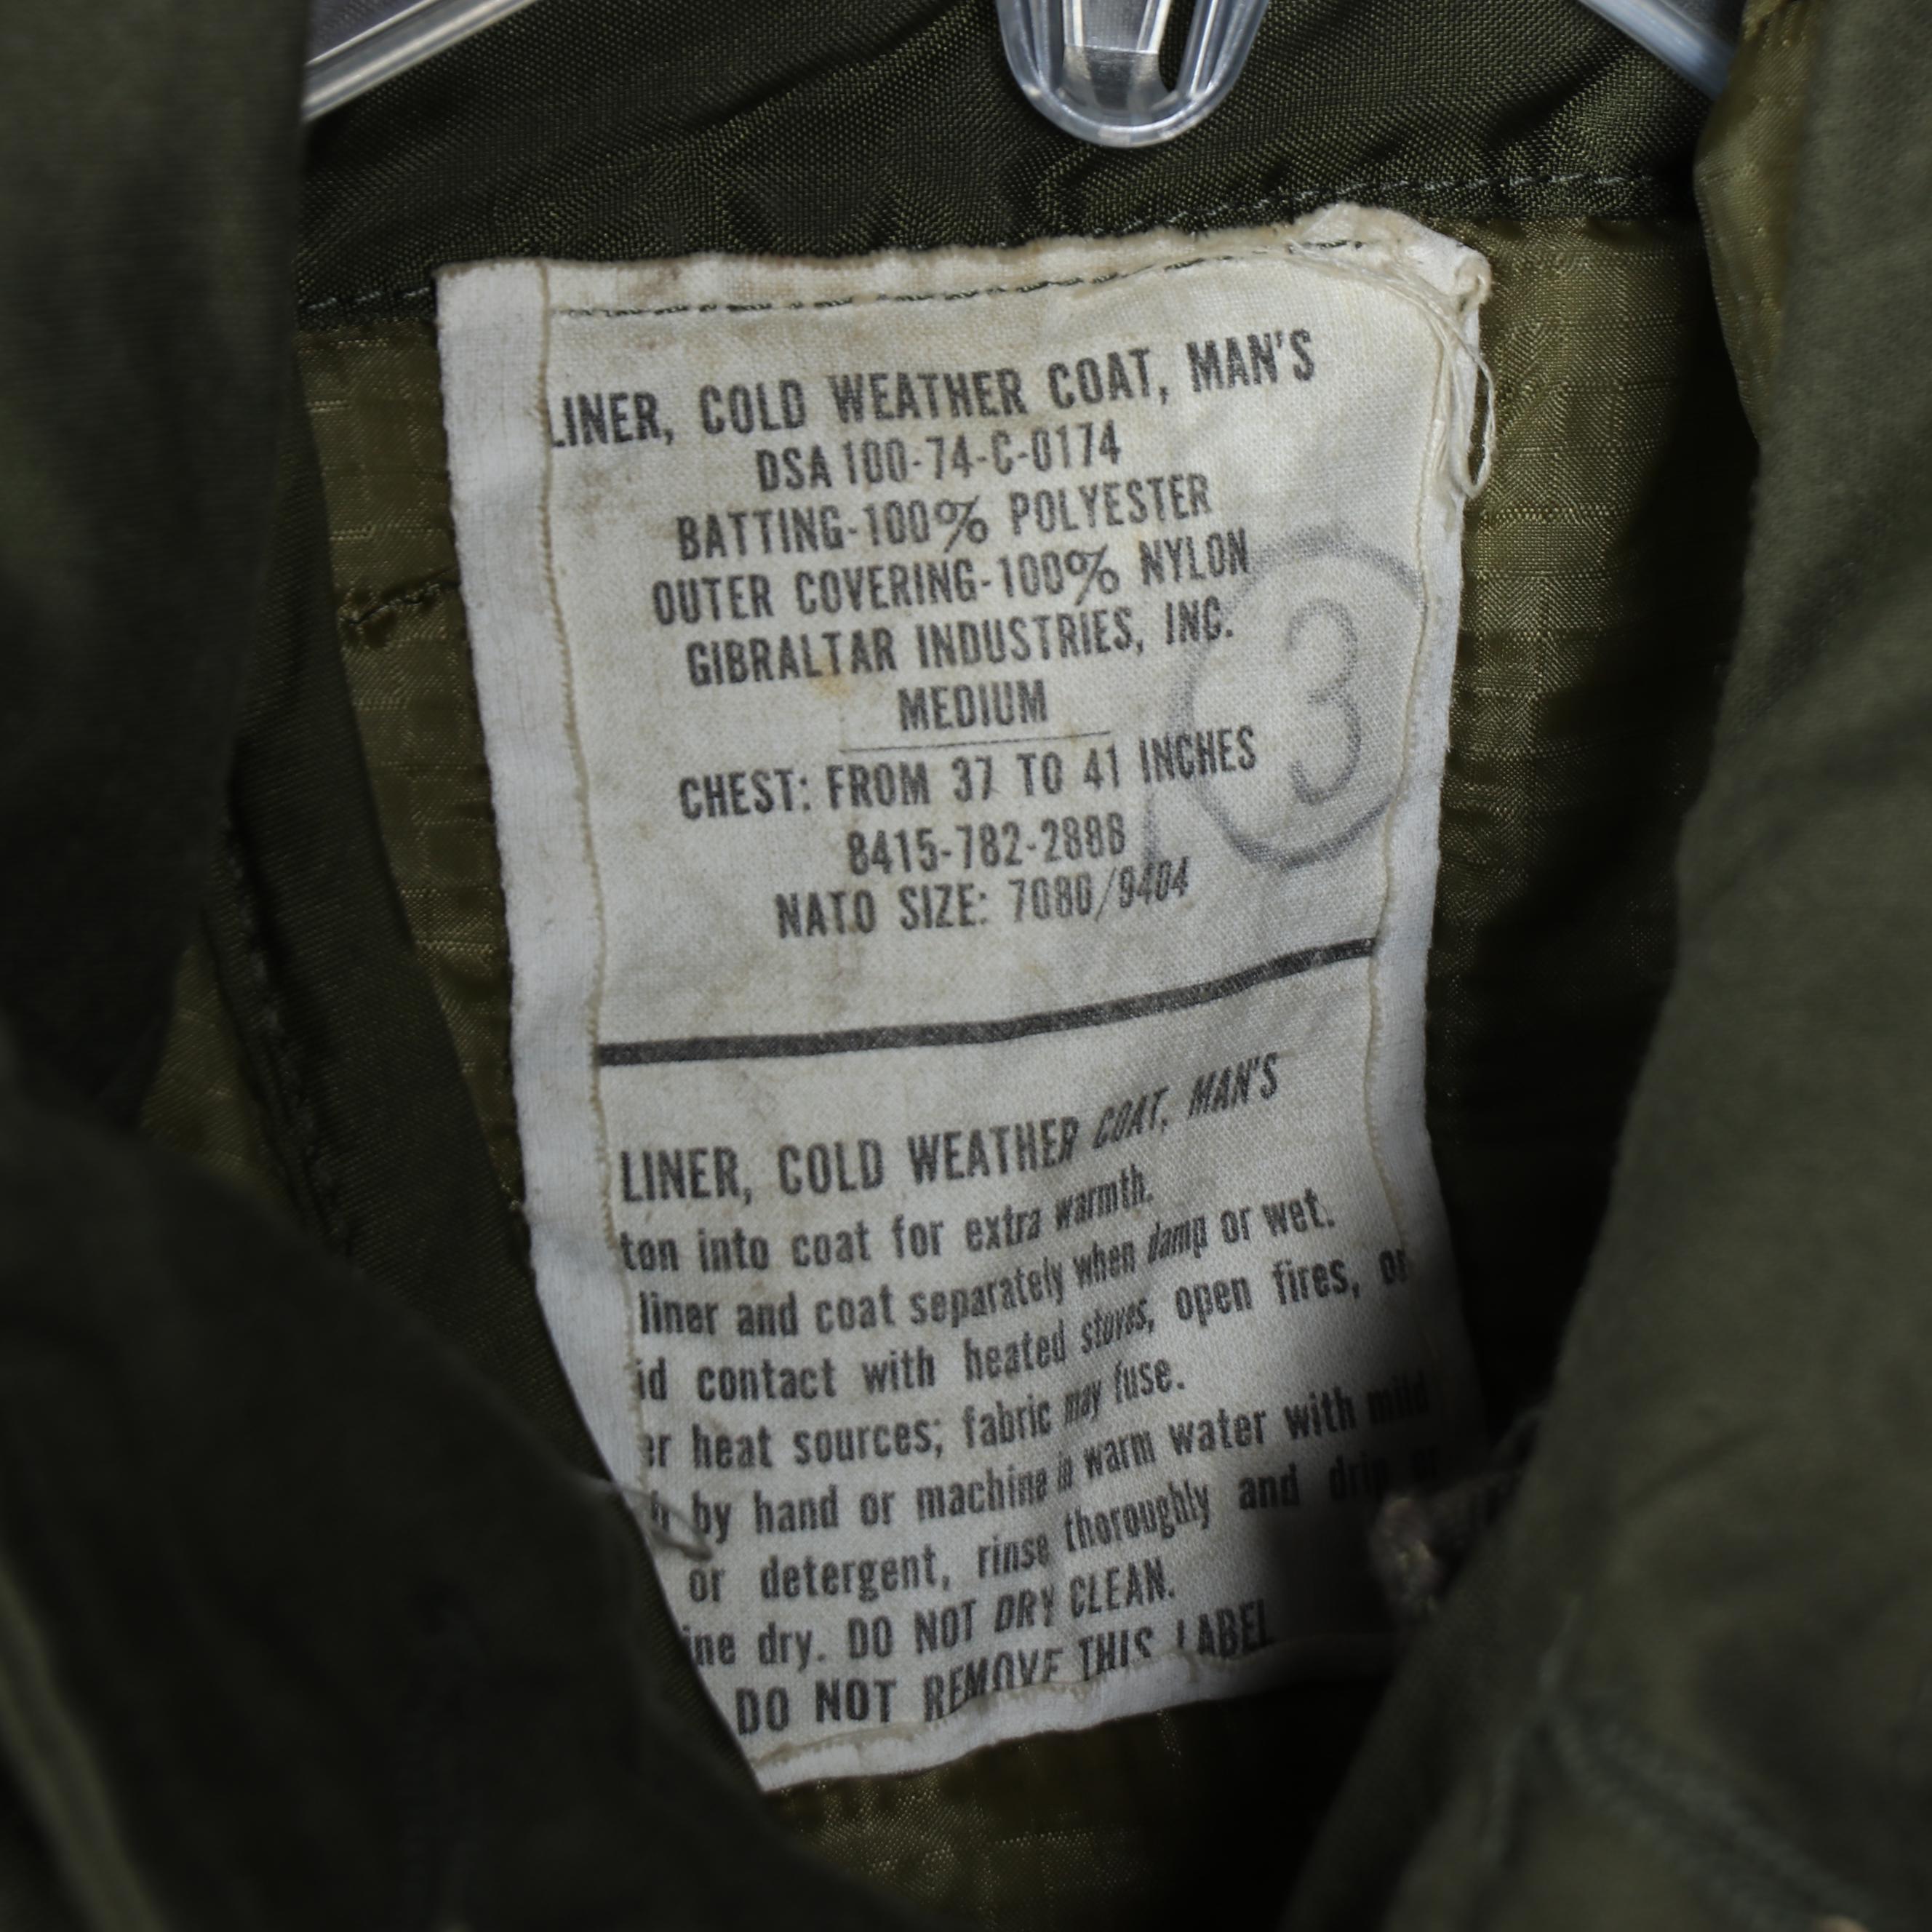 LINER, COLD WEATHER COAT, MAN'S
DSA 100-74-C-0174
BATTING-100% POLYESTER
OUTER COVERING-100% NYLON
GIBRALTAR INDUSTRIES, INC.
MEDIUM
3
CHEST: FROM 37 TO 41 INCHES
8415-782-2888
NATO SIZE: 7080/9404
LINER, COLD WEATHER COAT, MAN'S
ton into coat for extra warmth.
liner and coat separately when damp or wet.
id contact with heated stoves, open fires, or
er heat sources; fabric may fuse.
h by hand or machine in warm water with mild
or detergent, rinse thoroughly and drip or
ine dry. DO NOT DRY CLEAN.
DO NOT REMOVE THIS LABEL